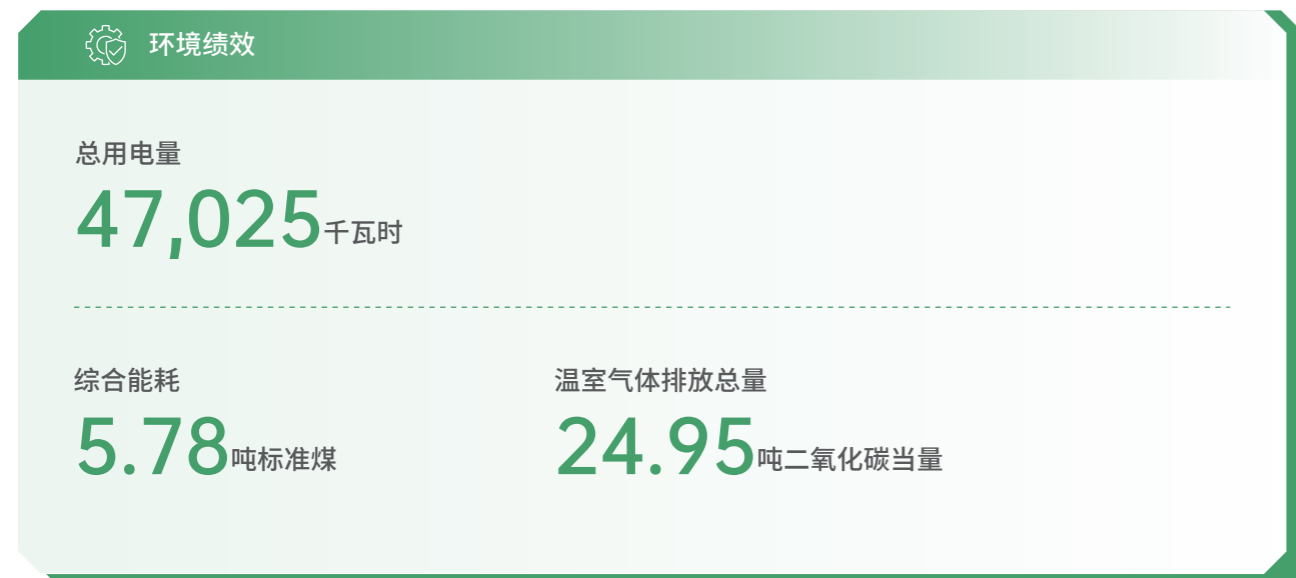 环境绩效
总用电量
47,025千瓦时
综合能耗
5.78吨标准煤
温室气体排放总量
24.95吨二氧化碳当量